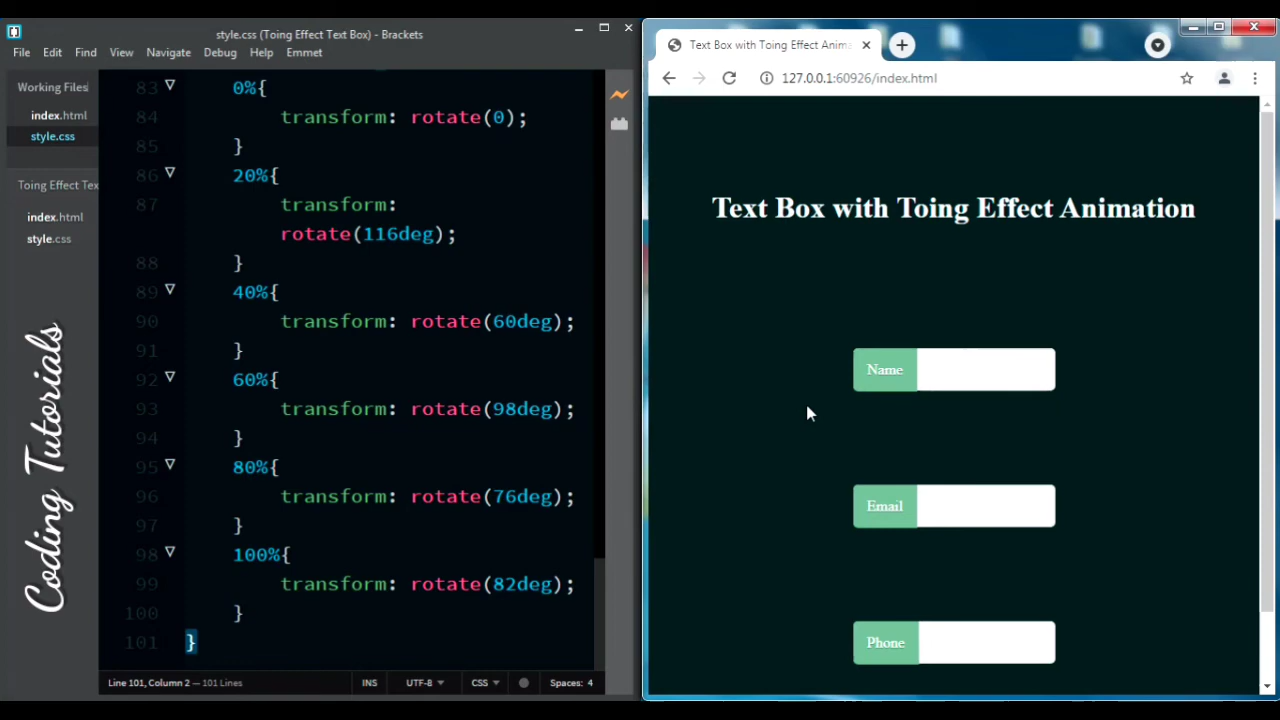 style.css (Toing Effect Text Box) - Brackets
File Edit Find View Navigate Debug Help Emmet
Working Files
index.html
style.css
Toing Effect Tex
index.html
style.css
Coding Tutorials
83 0%{
84 transform: rotate(0);
85 }
86 20%{
87 transform:
rotate(116deg);
88 }
89 40%{
90 transform: rotate(60deg);
91 }
92 60%{
93 transform: rotate(98deg);
94 }
95 80%{
96 transform: rotate(76deg);
97 }
98 100%{
99 transform: rotate(82deg);
100 }
101 }
Line 101, Column 2 — 101 Lines INS UTF-8 CSS Spaces: 4
Text Box with Toing Effect Anima
127.0.0.1:60926/index.html
Text Box with Toing Effect Animation
Name
Email
Phone